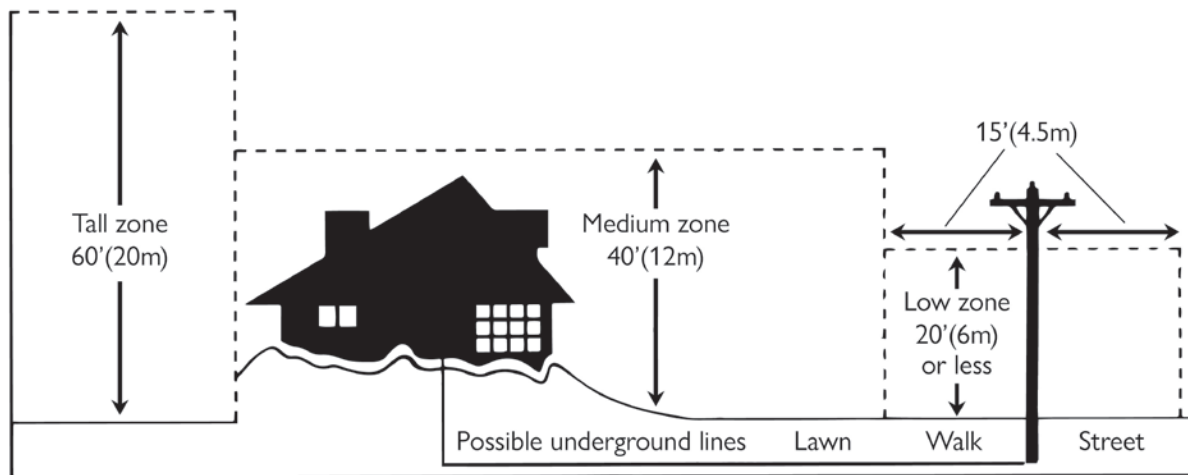 15’(4.5m)
Tall zone
60’(20m)
Medium zone
40’(12m)
Low zone
20’(6m)
or less
Possible underground lines
Lawn
Walk
Street